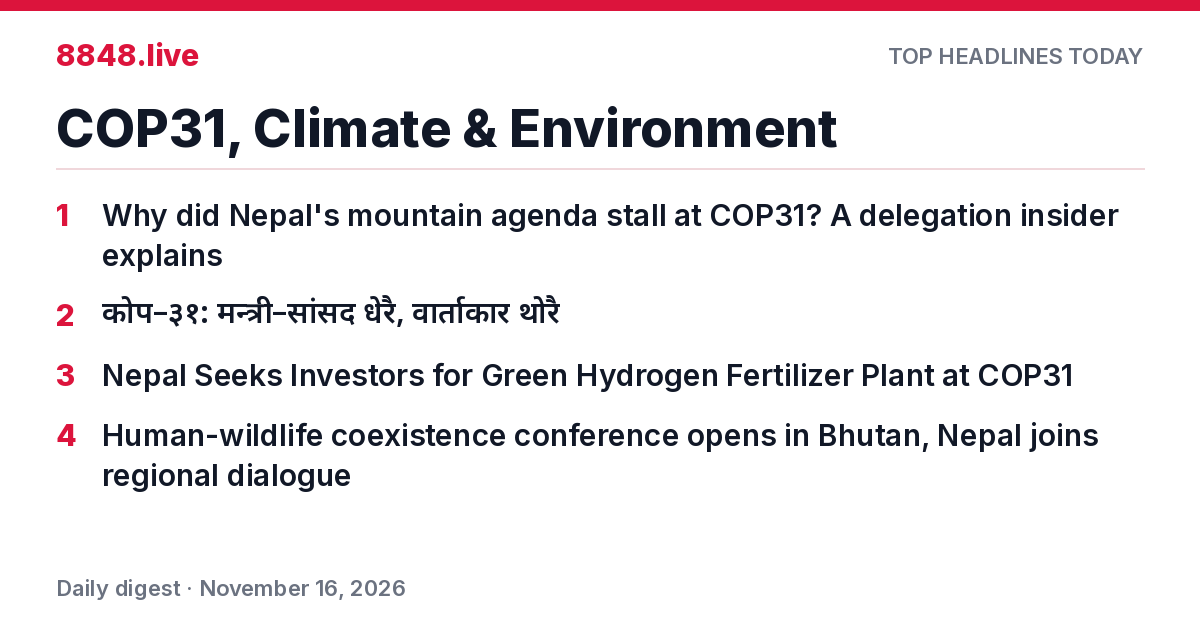 8848.live
TOP HEADLINES TODAY
COP31, Climate & Environment
1 Why did Nepal's mountain agenda stall at COP31? A delegation insider
explains
2 कोप–३१: मन्त्री–सांसद धेरै, वार्ताकार थोरै
3 Nepal Seeks Investors for Green Hydrogen Fertilizer Plant at COP31
4 Human-wildlife coexistence conference opens in Bhutan, Nepal joins
regional dialogue
Daily digest · November 16, 2026